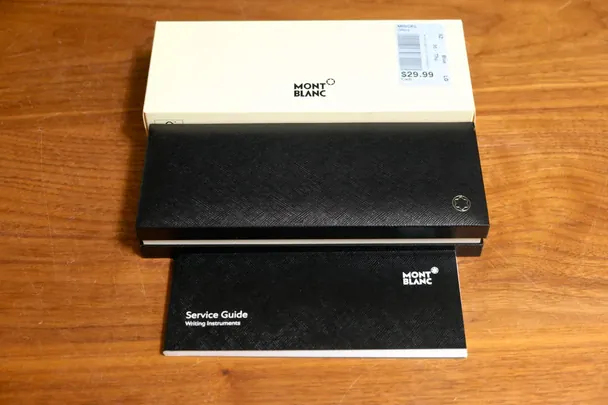 MONT
BLANC
$29.99
MONT
BLANC
Service Guide
Writing Instruments